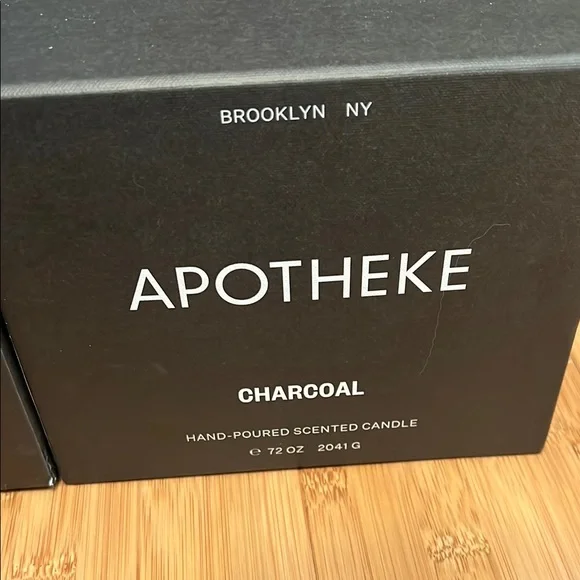 BROOKLYN NY
APOTHEKE
CHARCOAL
HAND-POURED SCENTED CANDLE
℮ 72 OZ 2041 G